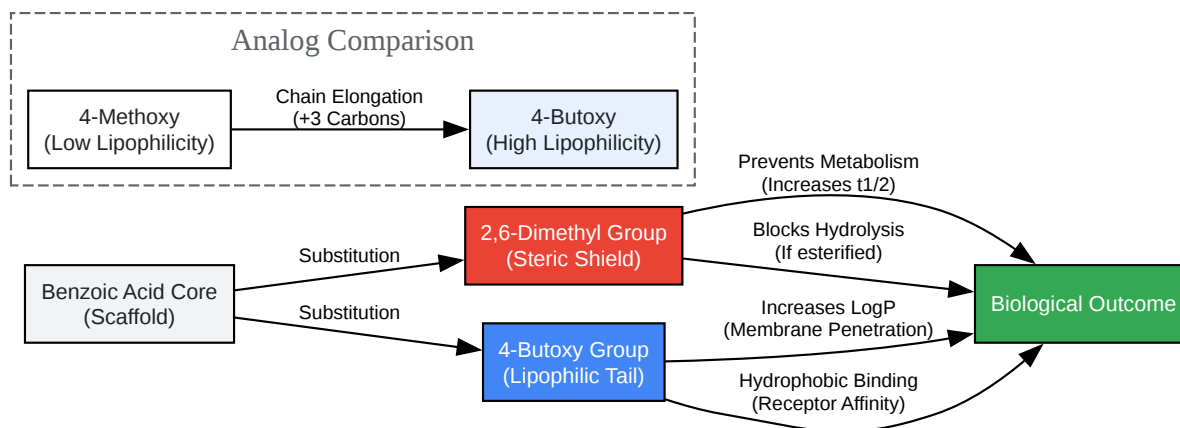 Analog Comparison
4-Methoxy
(Low Lipophilicity)
Chain Elongation
(+3 Carbons)
4-Butoxy
(High Lipophilicity)
Benzoic Acid Core
(Scaffold)
Substitution
Substitution
2,6-Dimethyl Group
(Steric Shield)
4-Butoxy Group
(Lipophilic Tail)
Prevents Metabolism
(Increases t1/2)
Blocks Hydrolysis
(If esterified)
Increases LogP
(Membrane Penetration)
Hydrophobic Binding
(Receptor Affinity)
Biological Outcome